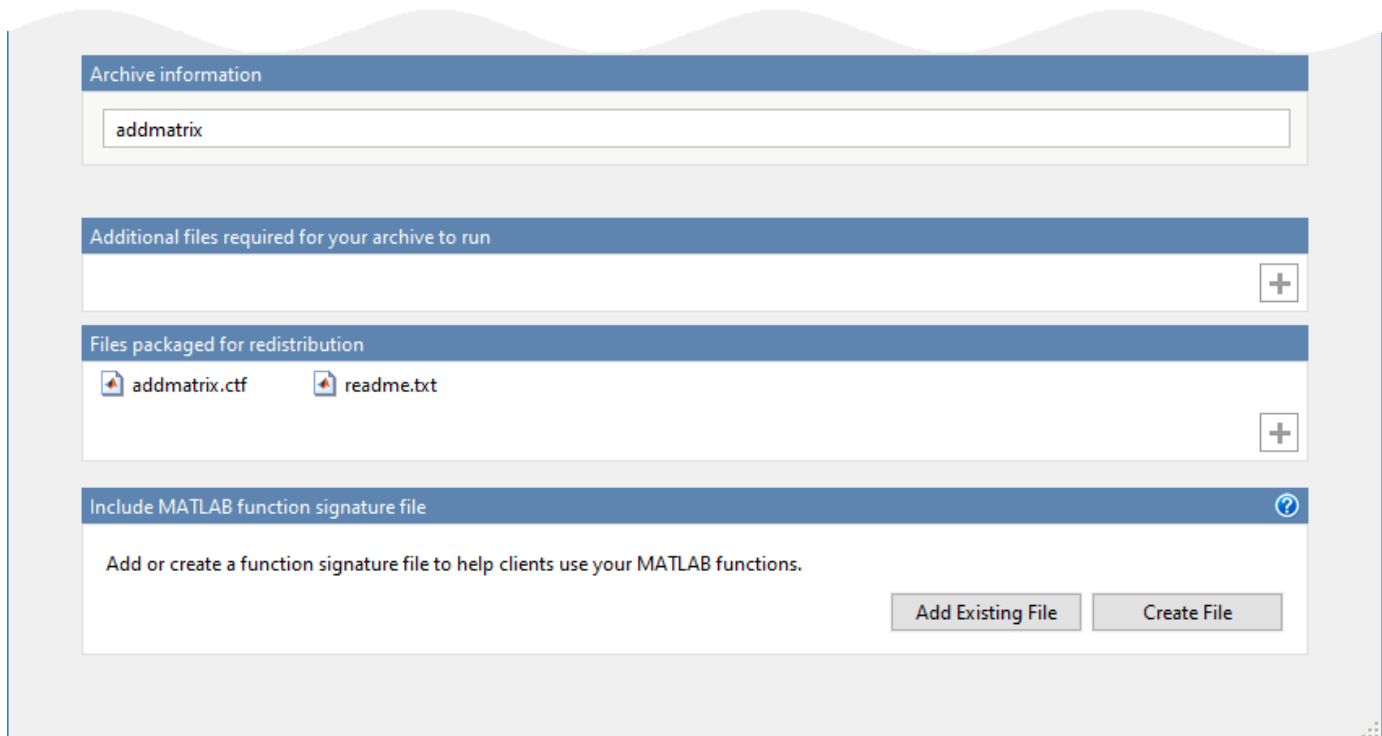 Archive information
addmatrix
Additional files required for your archive to run
Files packaged for redistribution
addmatrix.ctf readme.txt
Include MATLAB function signature file
Add or create a function signature file to help clients use your MATLAB functions.
Add Existing File Create File